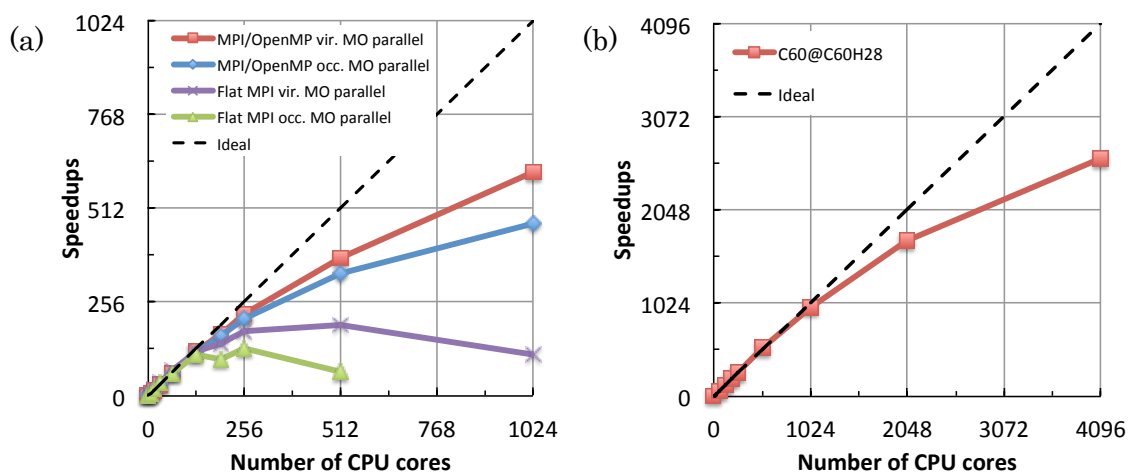 (a)
1024
768
512
256
0
Speedups
MPI/OpenMP vir. MO parallel
MPI/OpenMP occ. MO parallel
Flat MPI vir. MO parallel
Flat MPI occ. MO parallel
Ideal
0 256 512 768 1024
Number of CPU cores
(b)
4096
3072
2048
1024
0
Speedups
C60@C60H28
Ideal
0 1024 2048 3072 4096
Number of CPU cores